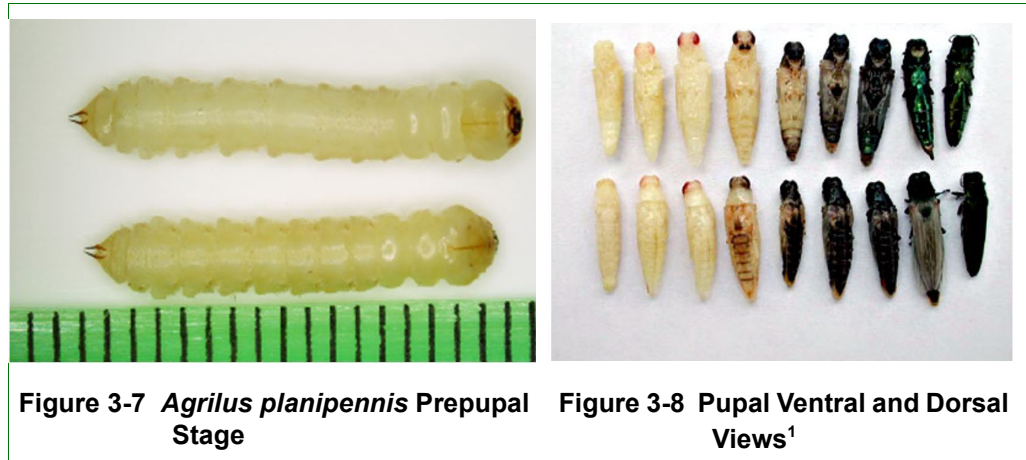 Figure 3-7 Agrilus planipennis Prepupal
Stage
Figure 3-8 Pupal Ventral and Dorsal
Views1